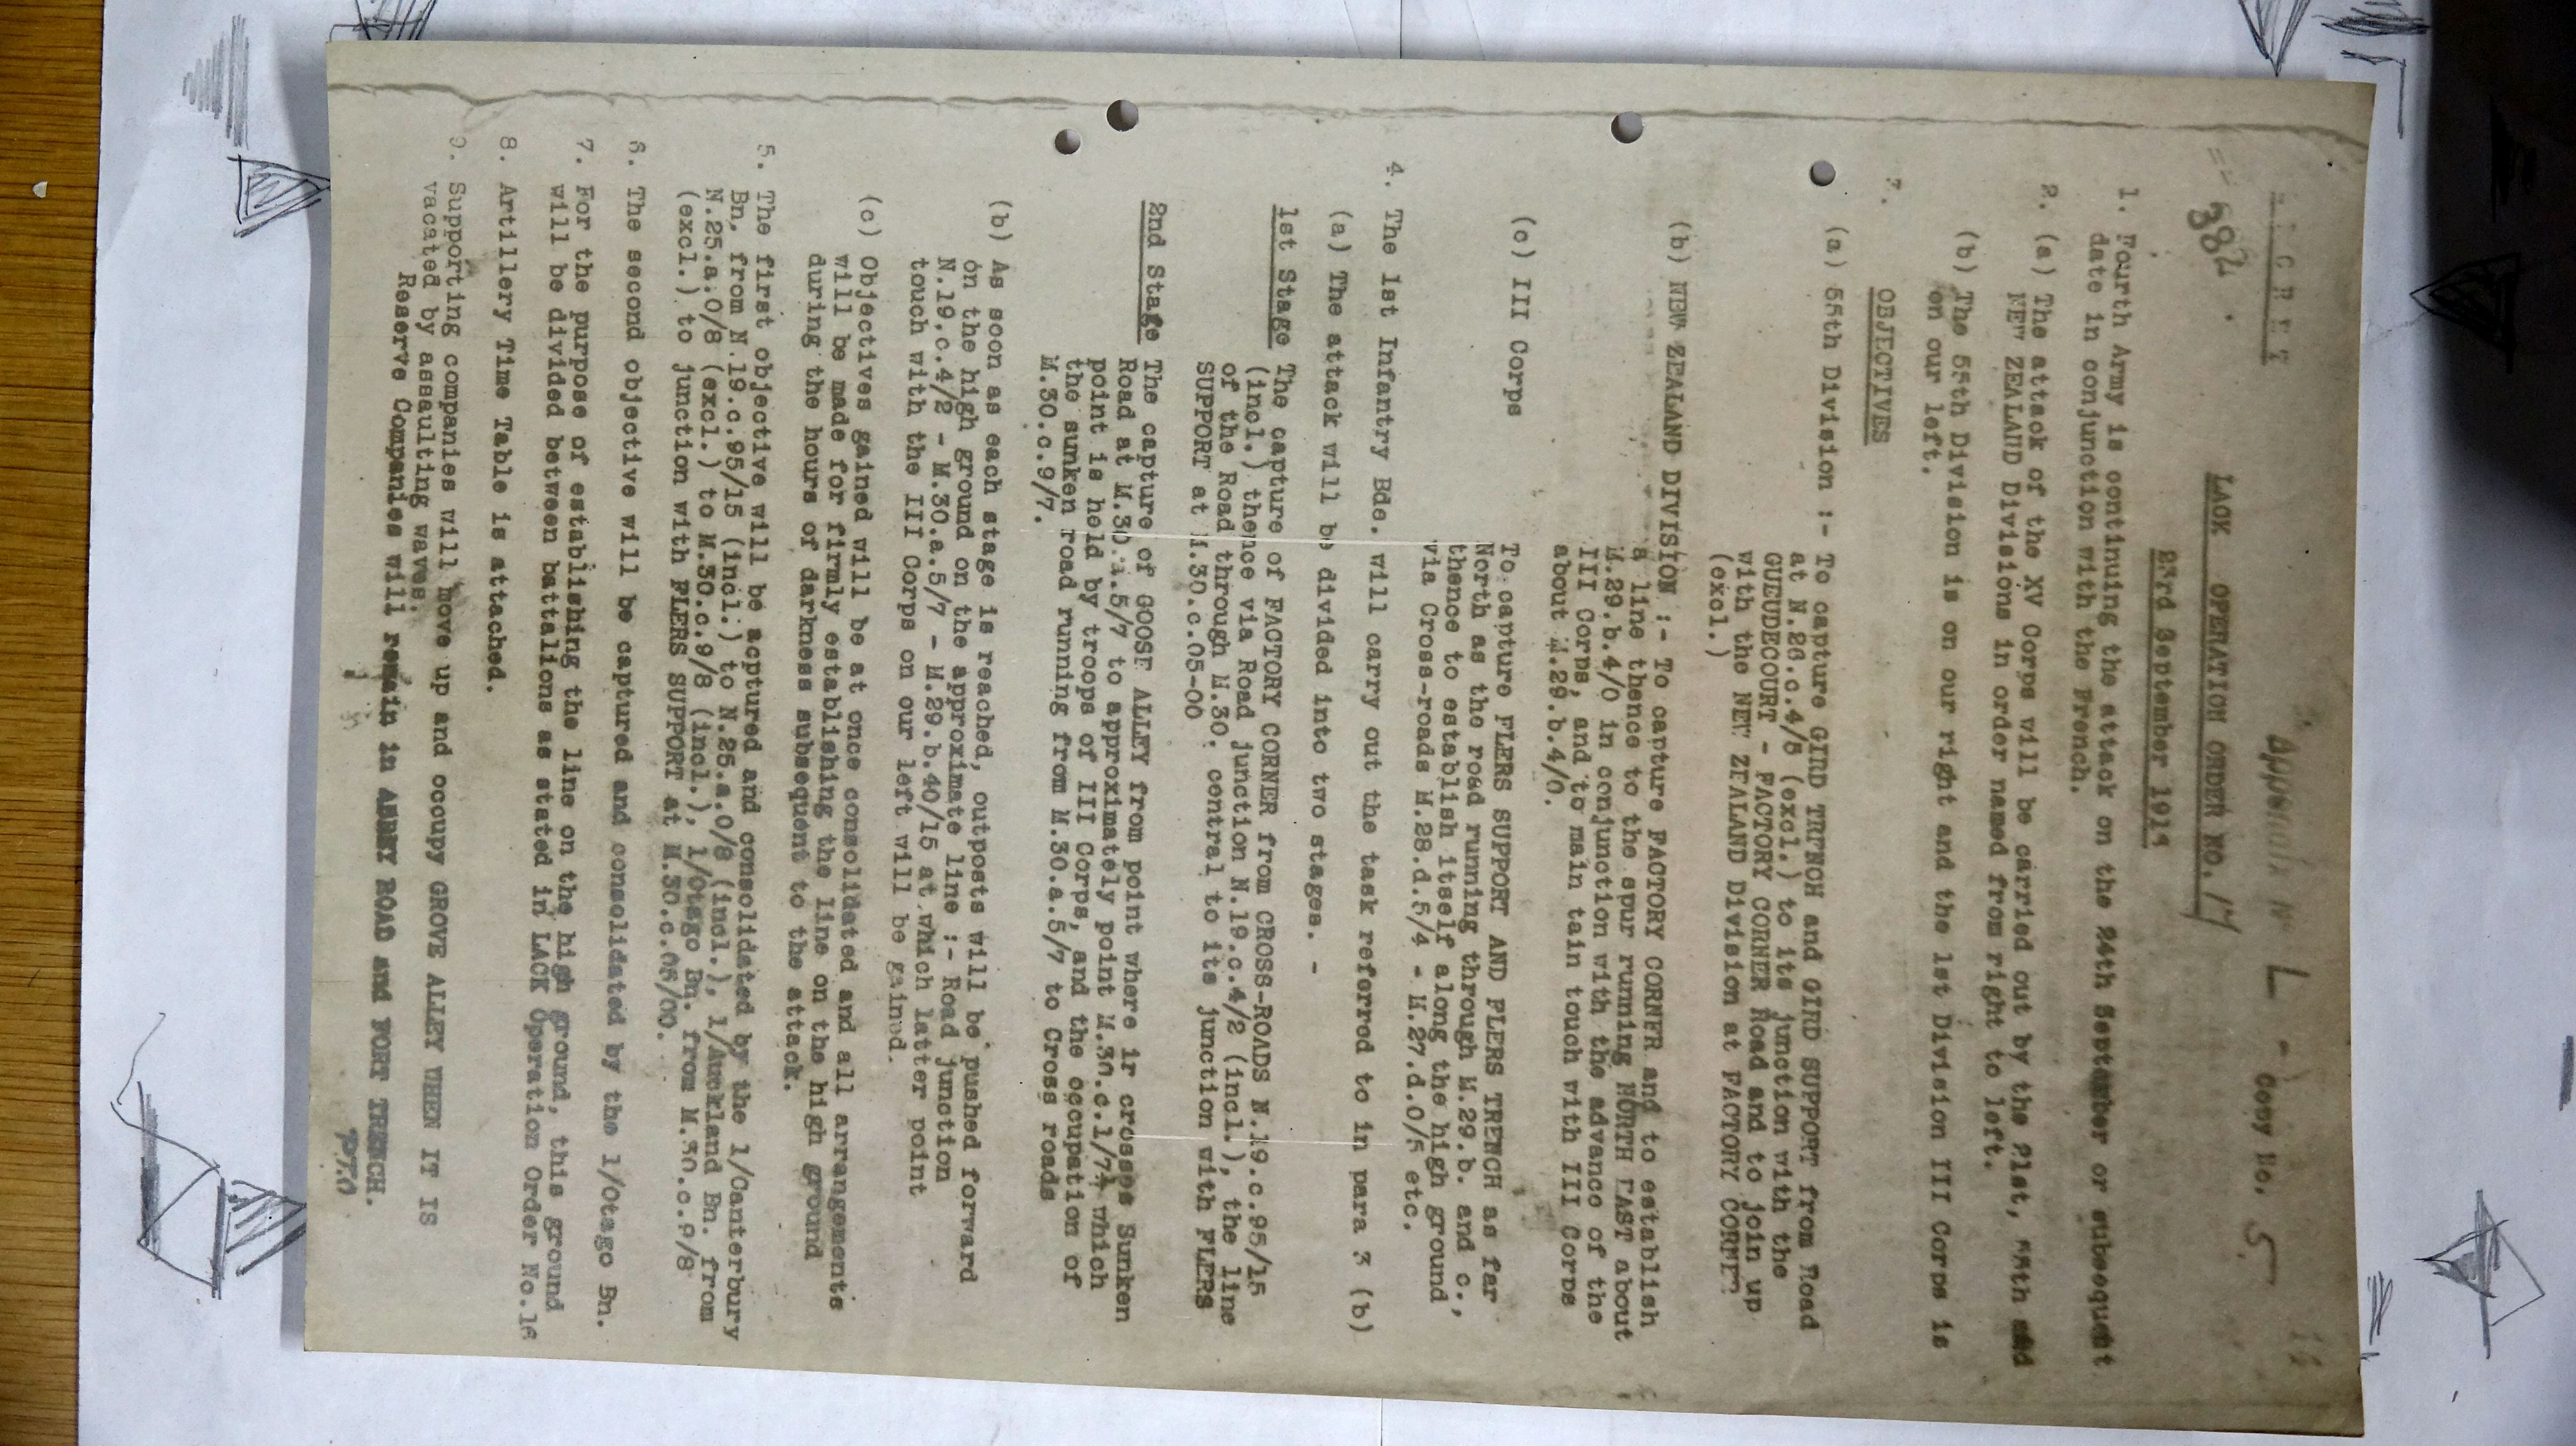 SECRET
Appendix No L - Copy No. 5
382.
LACK OPERATION ORDER NO. 17
23rd September 1914
1. Fourth Army is continuing the attack on the 24th September or subsequent
date in conjunction with the French.
2. (a) The attack of the XV Corps will be carried out by the 21st, 55th and
NEW ZEALAND Divisions in order named from right to left.
(b) The 55th Division is on our right and the 1st Division III Corps is
on our left.
3. OBJECTIVES
(a) 55th Division :- To capture GIRD TRENCH and GIRD SUPPORT from Road
at N.26.c.4/5 (excl.) to its junction with the
GUEUDECOURT - FACTORY CORNER Road and to join up
with the NEW ZEALAND Division at FACTORY CORNER
(excl.)
(b) NEW ZEALAND DIVISION :- To capture FACTORY CORNER and to establish
a line thence to the spur running NORTH EAST about
M.29.b.4/0 in conjunction with the advance of the
III Corps, and to main tain touch with III Corps
about M.29.b.4/0.
(c) III Corps To capture FLERS SUPPORT AND FLERS TRENCH as far
North as the road running through M.29.b. and c.,
thence to establish itself along the high ground
via Cross-roads M.28.d.5/4 - M.27.d.0/5 etc.
4. The 1st Infantry Bde. will carry out the task referred to in para 3 (b)
(a) The attack will be divided into two stages. -
1st Stage The capture of FACTORY CORNER from CROSS-ROADS N.19.c.95/15
(incl.) thence via Road junction N.19.c.4/2 (incl.), the line
of the Road through M.30. central to its junction with FLERS
SUPPORT at M.30.c.05-00
2nd Stage The capture of GOOSE ALLEY from point where ir crosses Sunken
Road at M.30.a.5/7 to approximately point M.30.d.1/7½ which
point is held by troops of III Corps, and the occupation of
the sunken road running from M.30.a.5/7 to Cross roads
M.30.c.9/7.
(b) As soon as each stage is reached, outposts will be pushed forward
on the high ground on the approximate line :- Road junction
N.19.c.4/2 - M.30.a.5/7 - M.29.b.40/15 at which latter point
touch with the III Corps on our left will be gained.
(c) Objectives gained will be at once consolidated and all arrangements
will be made for firmly establishing the line on the high ground
during the hours of darkness subsequent to the attack.
5. The first objective will be acptured and consolidated by the 1/Canterbury
Bn, from N.19.c.95/15 (incl.) to N.25.a.0/8 (incl.), 1/Auckland Bn. from
N.25.a.0/8 (excl.) to M.30.c.9/8 (incl.), 1/Otago Bn. from M.30.c.9/8
(excl.) to junction with FLERS SUPPORT at M.30.c.05/00.
6. The second objective will be captured and consolidated by the 1/Otago Bn.
7. For the purpose of establishing the line on the high ground, this ground
will be divided between battalions as stated in LACK Operation Order No.16
8. Artillery Time Table is attached.
9. Supporting companies will move up and occupy GROVE ALLEY WHEN IT IS
vacated by assaulting waves.
Reserve Companies will remain in ABBEY ROAD and FORT TRENCH.
P.T.O